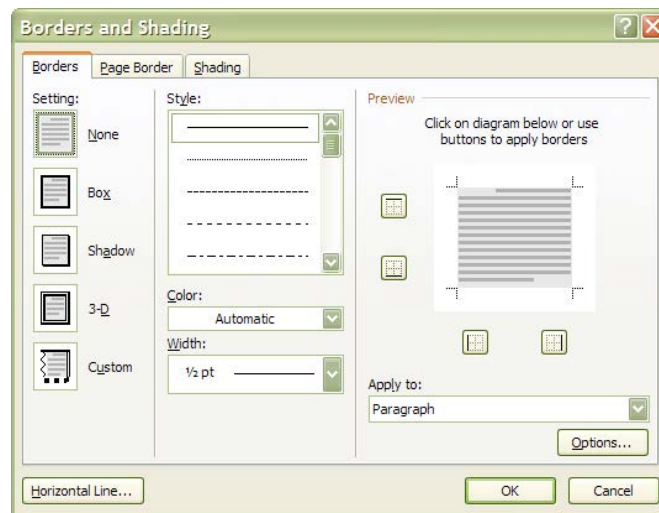 Borders and Shading
Borders Page Border Shading
Setting:
None
Box
Shadow
3-D
Custom
Style:
Color:
Automatic
Width:
½ pt
Preview
Click on diagram below or use
buttons to apply borders
Apply to:
Paragraph
Options...
Horizontal Line...
OK
Cancel